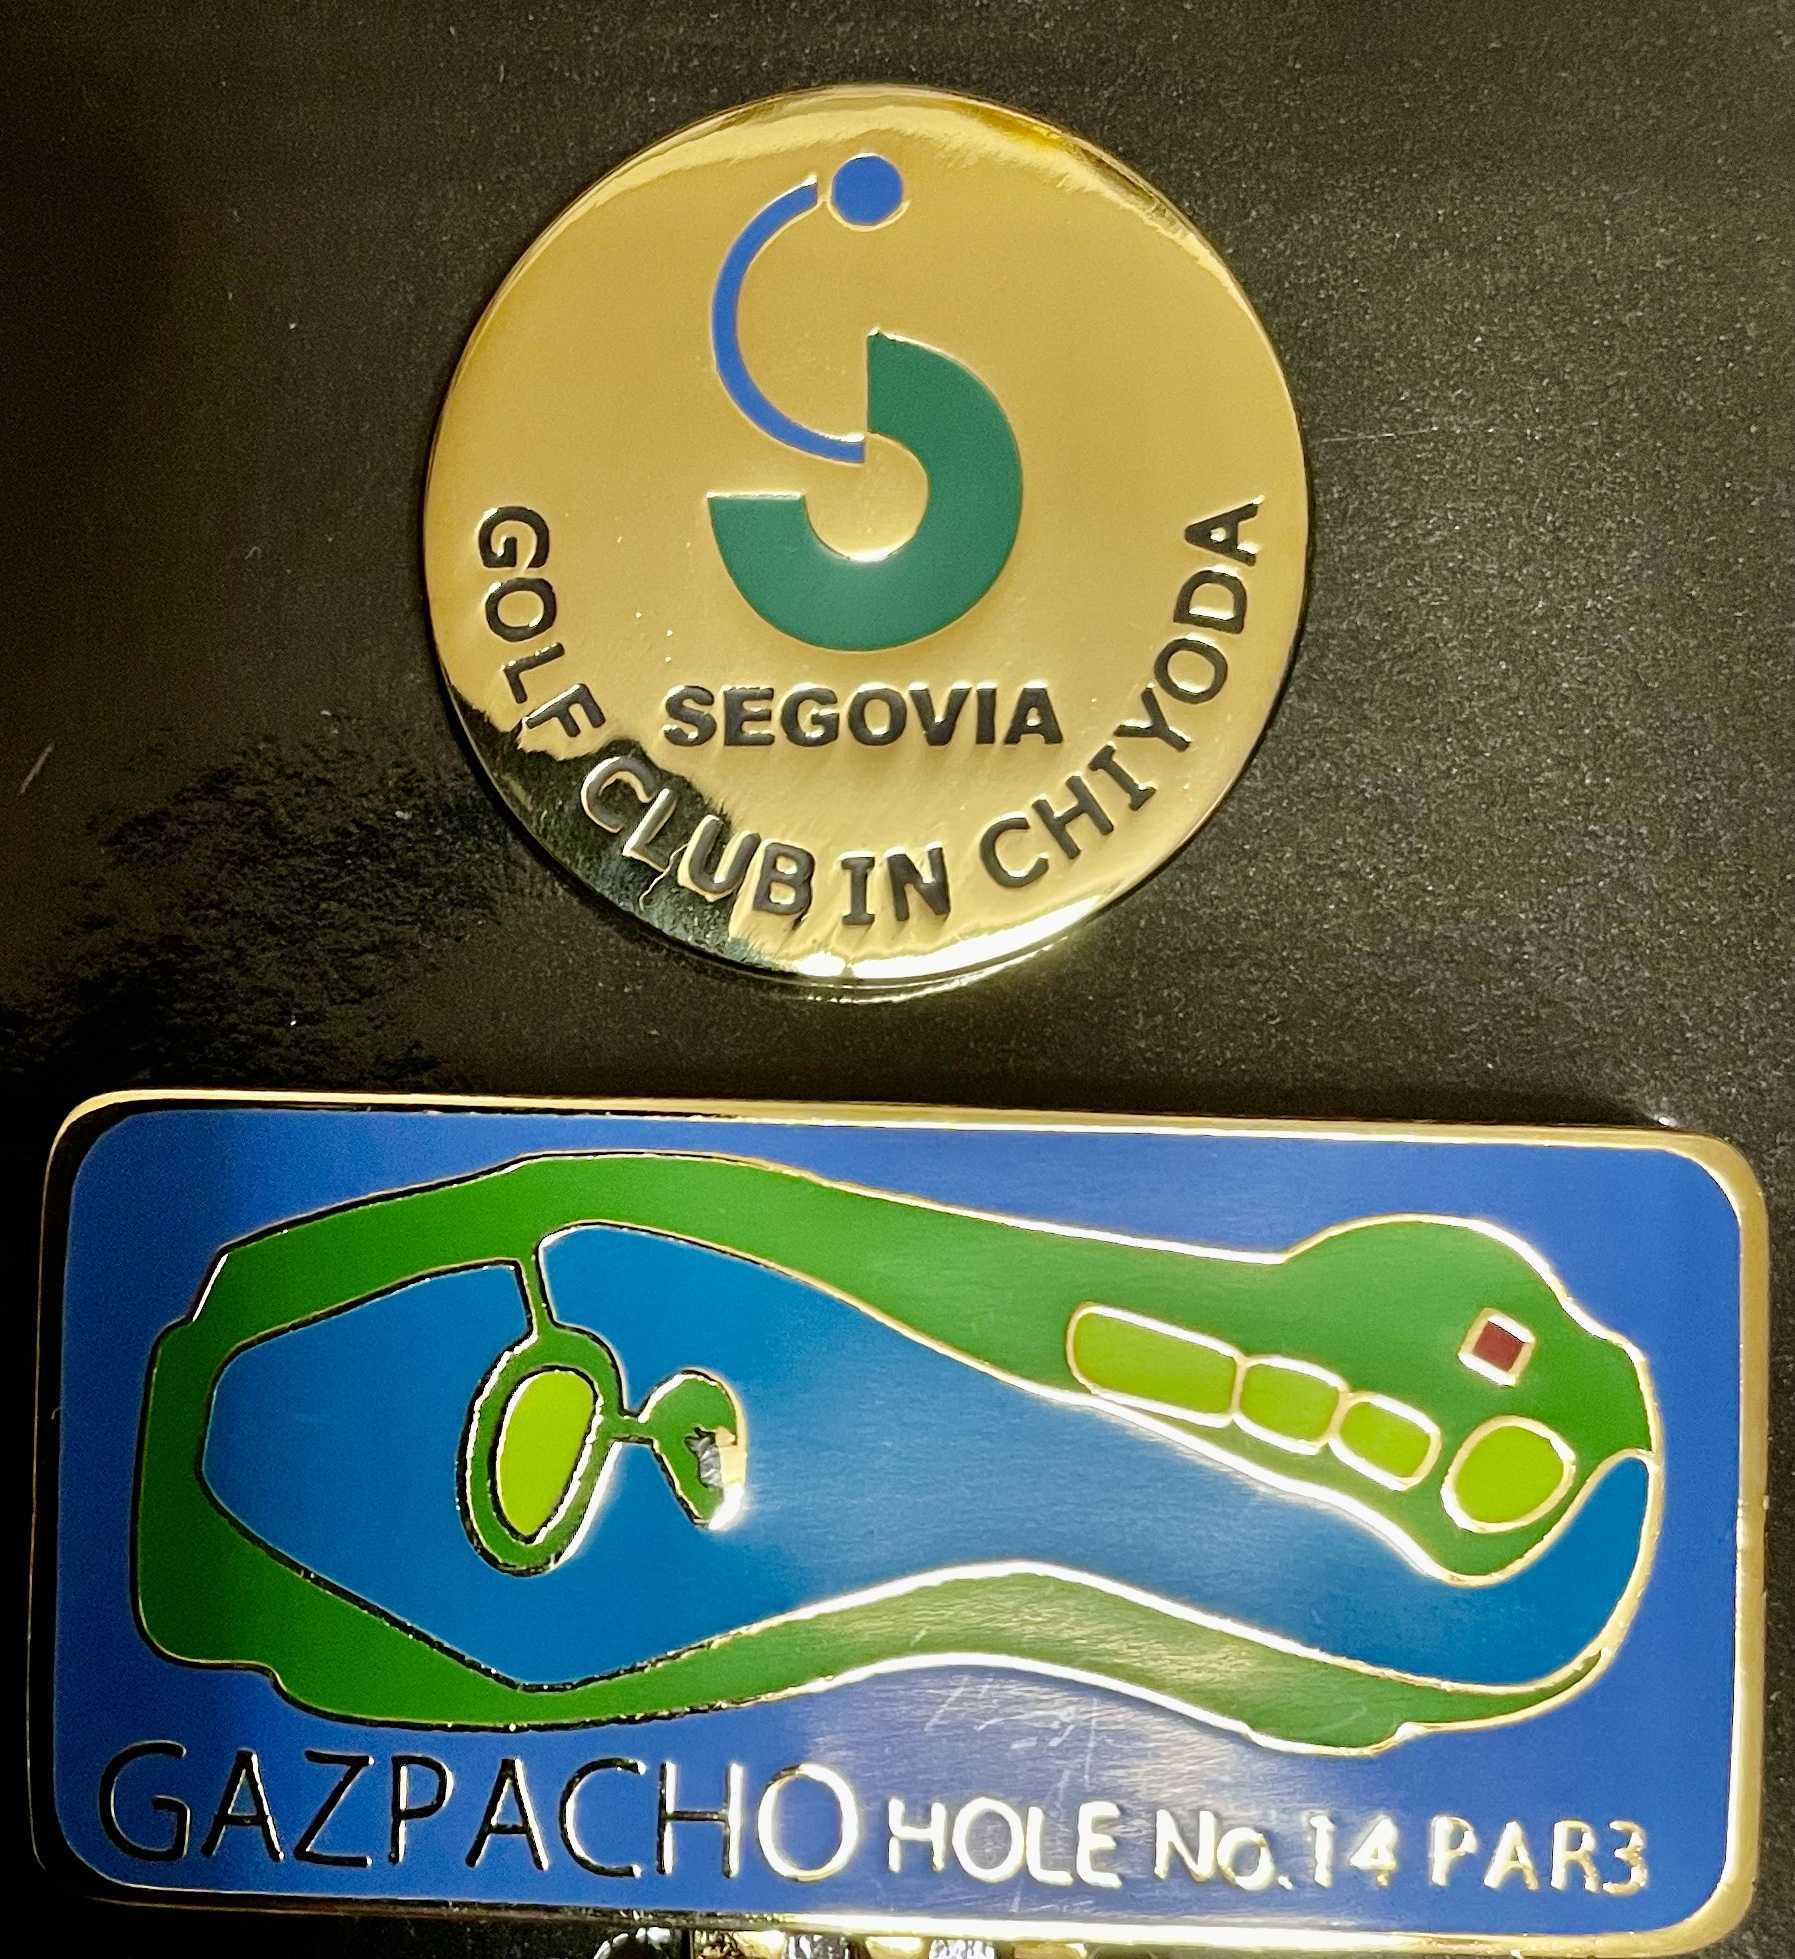 SEGOVIA
GOLF CLUB IN CHIYODA
GAZPACHO HOLE No.14 PAR3